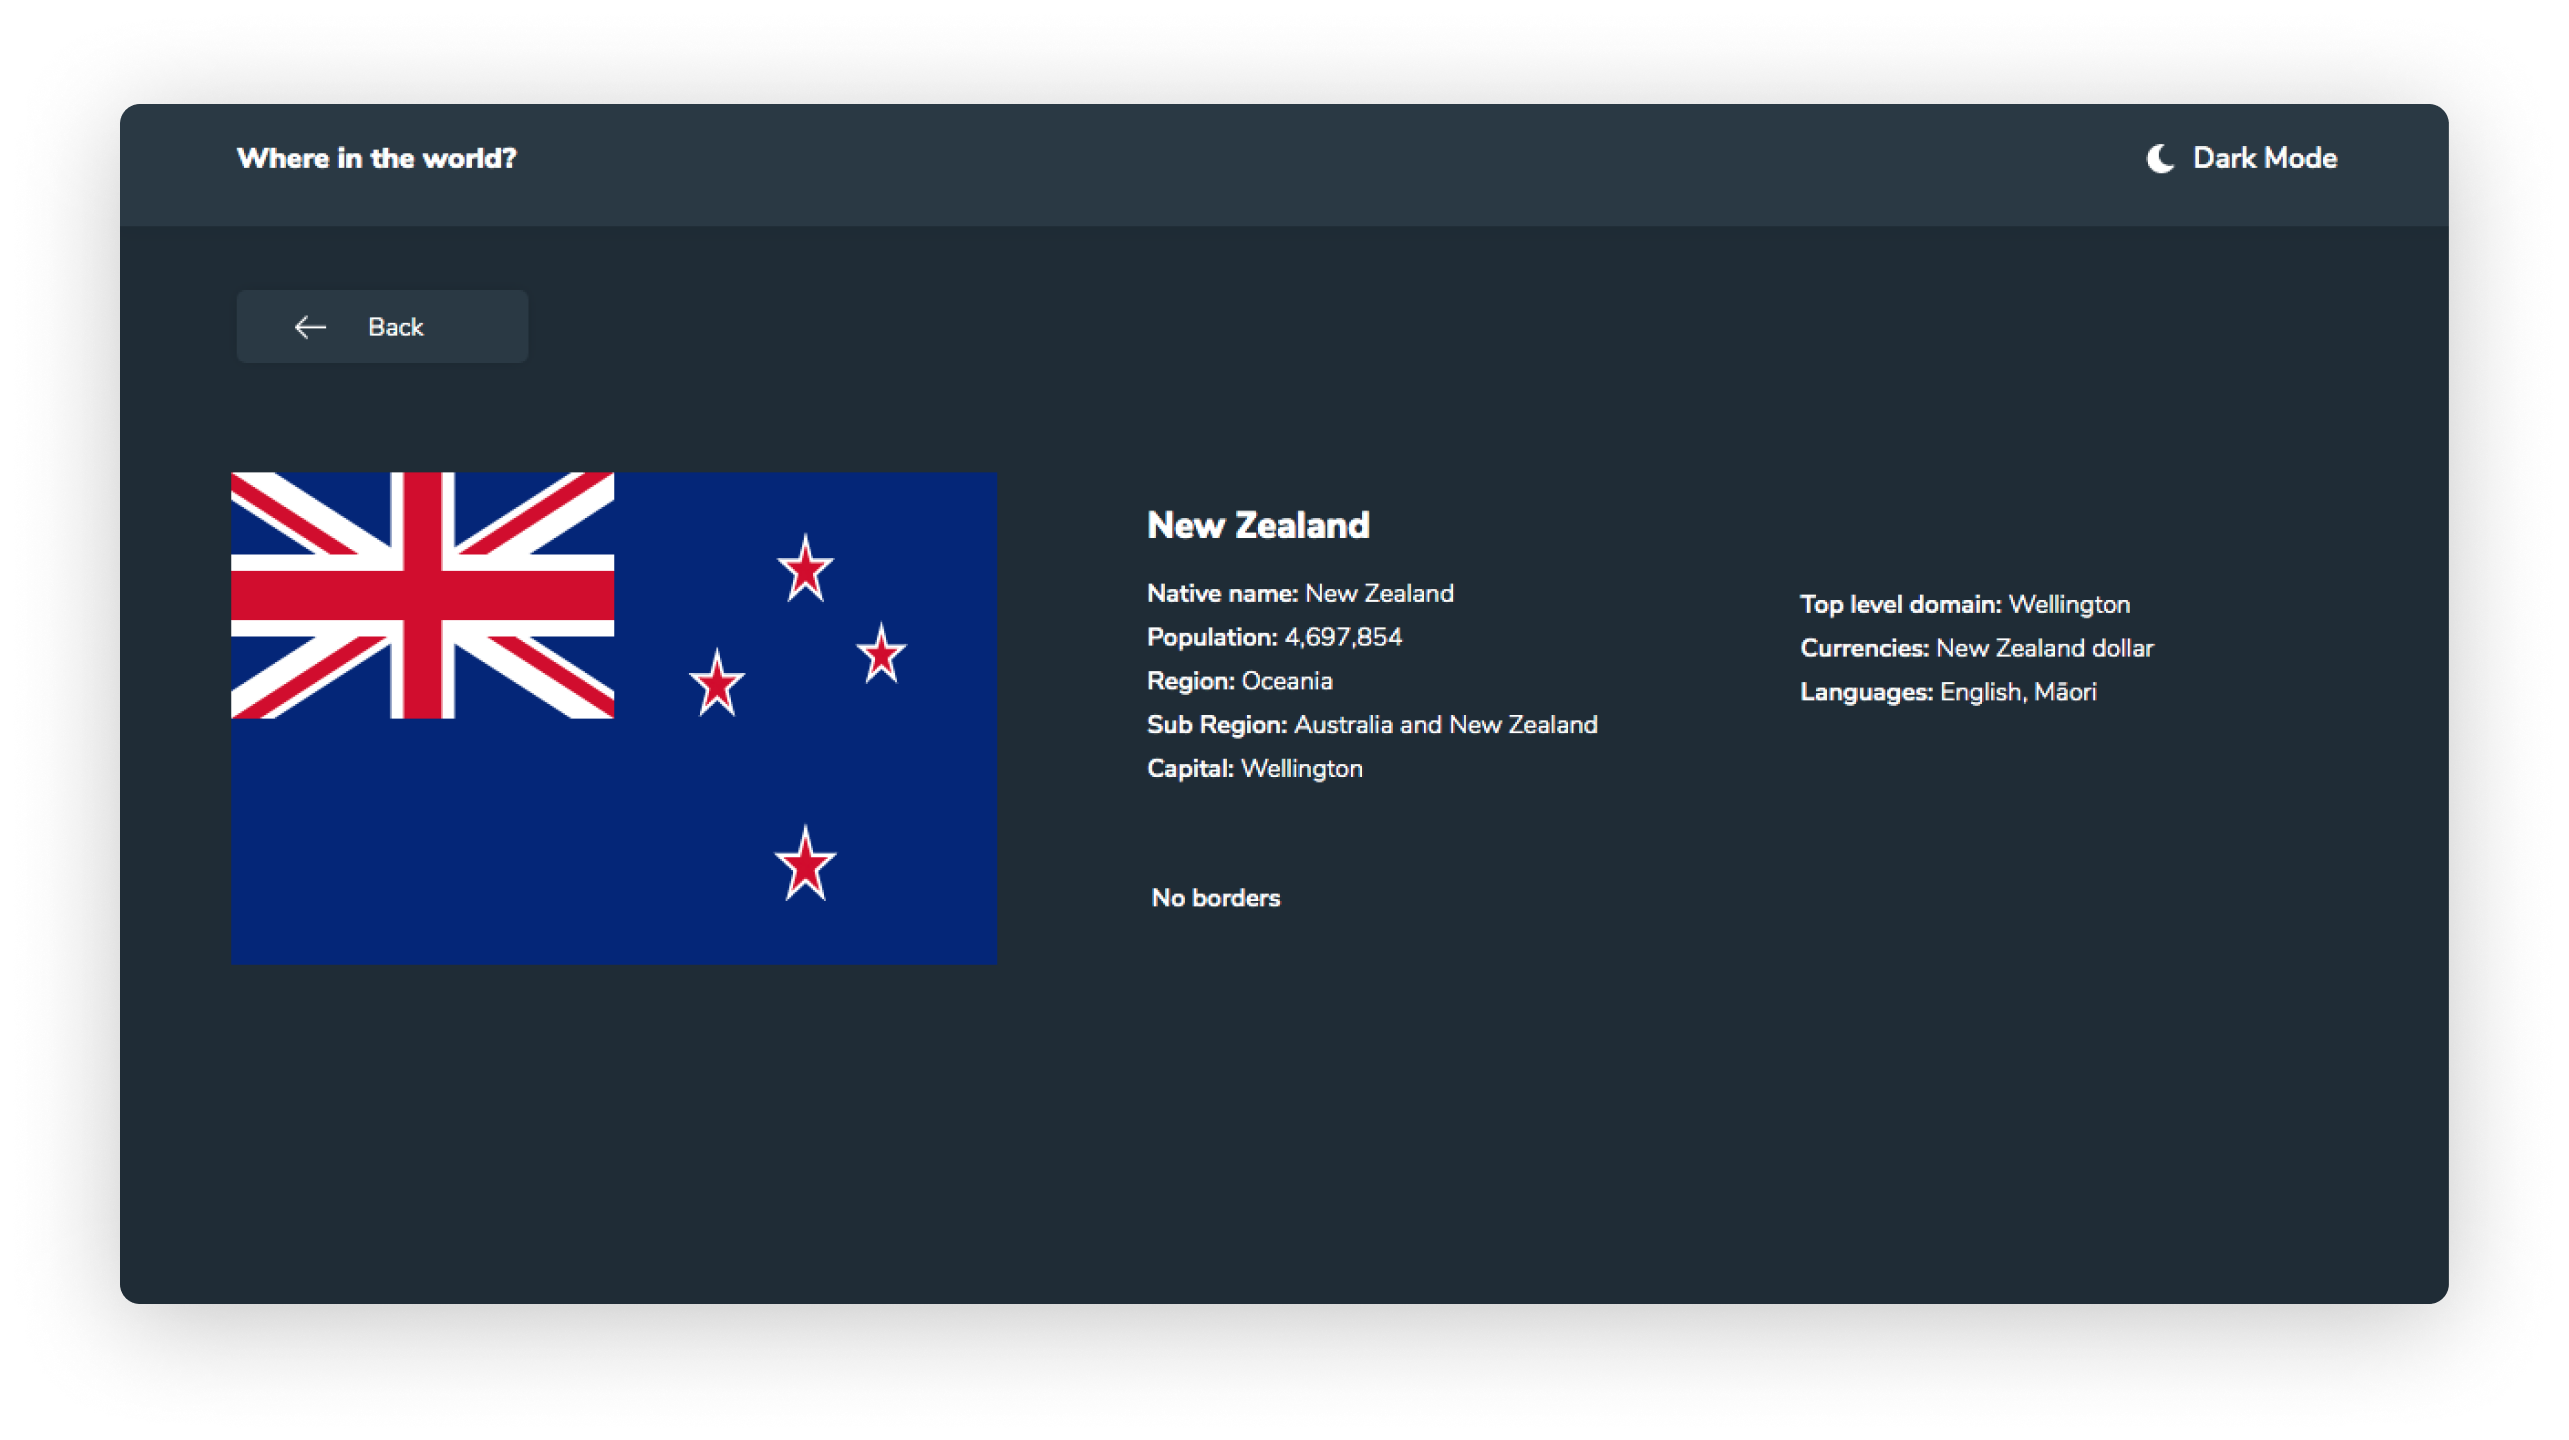 Where in the world?
Dark Mode
Back
New Zealand
Native name: New Zealand
Population: 4,697,854
Region: Oceania
Sub Region: Australia and New Zealand
Capital: Wellington
Top level domain: Wellington
Currencies: New Zealand dollar
Languages: English, Māori
No borders